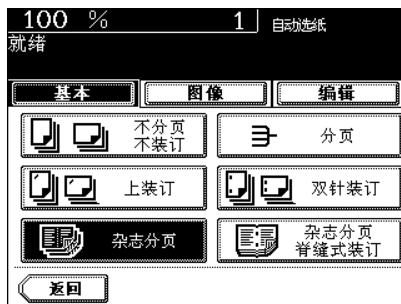 100 % 1 自动选纸
就绪
基本 图像 编辑
不分页
不装订
分页
上装订 双针装订
杂志分页
杂志分页
脊缝式装订
返回